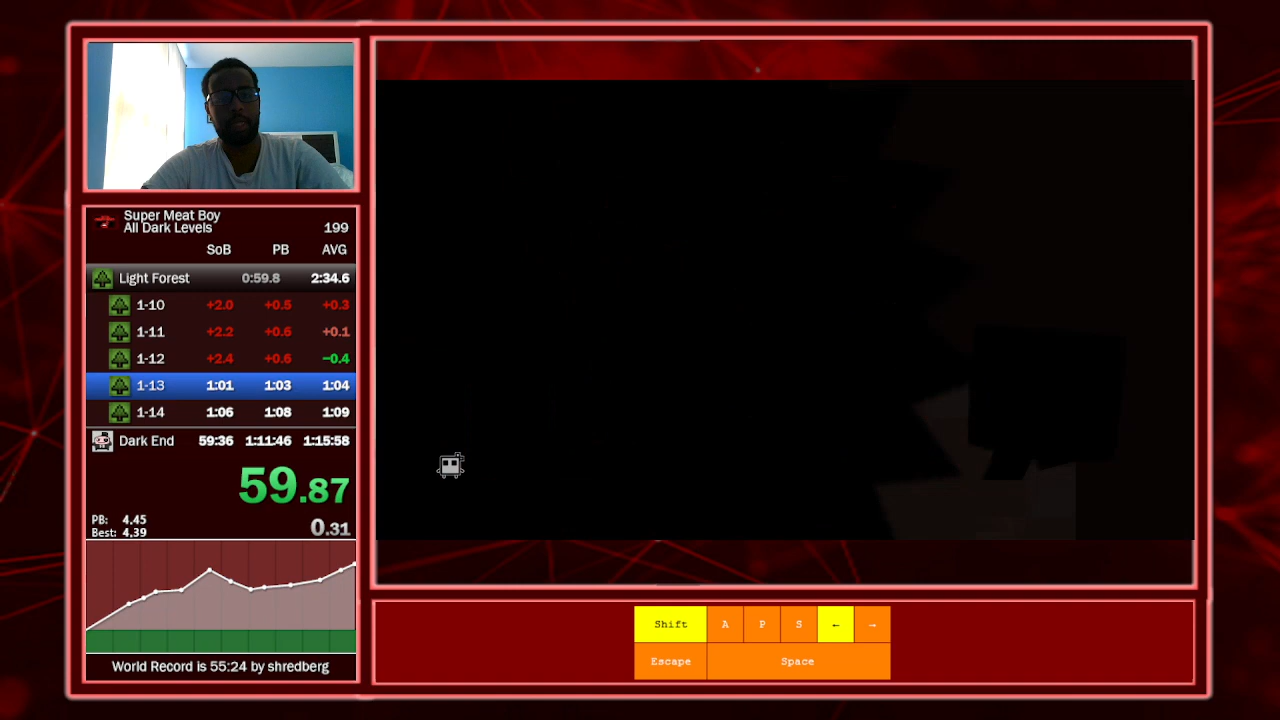 Super Meat Boy
All Dark Levels 199
SoB PB AVG
Light Forest 0:59.8 2:34.6
1-10 +2.0 +0.5 +0.3
1-11 +2.2 +0.6 +0.1
1-12 +2.4 +0.6 −0.4
1-13 1:01 1:03 1:04
1-14 1:06 1:08 1:09
Dark End 59:36 1:11:46 1:15:58
59.87
PB: 4.45
Best: 4.39 0.31
World Record is 55:24 by shredberg
Shift A P S ← →
Escape Space